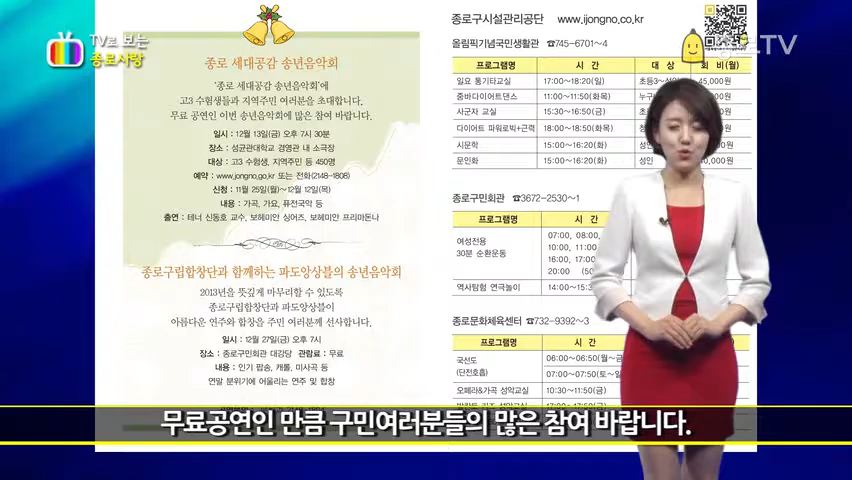 TV로 보는
종로사랑
종로TV
종로 세대공감 송년음악회
'종로 세대공감 송년음악회'에
고3 수험생들과 지역주민 여러분을 초대합니다.
무료 공연인 이번 송년음악회에 많은 참여 바랍니다.
일시 : 12월 13일(금) 오후 7시 30분
장소 : 성균관대학교 경영관 내 소극장
대상 : 고3 수험생, 지역주민 등 450명
예약 : www.jongno.go.kr 또는 전화(2148-1808)
신청 : 11월 25일(월)~12월 12일(목)
내용 : 가곡, 가요, 퓨전국악 등
출연 : 테너 신동호 교수, 보헤미안 싱어즈, 보헤미안 프리마돈나
종로구립합창단과 함께하는 파도앙상블의 송년음악회
2013년을 뜻깊게 마무리할 수 있도록
종로구립합창단과 파도앙상블이
아름다운 연주와 합창을 주민 여러분께 선사합니다.
일시 : 12월 27일(금) 오후 7시
장소 : 종로구민회관 대강당 관람료 : 무료
내용 : 인기 팝송, 캐롤, 미사곡 등
연말 분위기에 어울리는 연주 및 합창
종로구시설관리공단 www.ijongno.co.kr
올림픽기념국민생활관 ☎745-6701~4
프로그램명 시 간 대 상 회 비(월)
일요 통기타교실 17:00~18:20(일) 초등3~ 45,000원
중바디아이트댄스 11:00~11:50(화목) 누구
사군자 교실 15:30~16:50(금) 초
다이어트 파워로빅+근력 18:00~18:50(화목)
시문학 15:00~16:20(화목) 성 원
문인화 15:00~16:20(화) 성인 0,000원
종로구민회관 ☎3672-2530~1
프로그램명 시 간
여성전용
30분 순환운동
07:00, 08:00,
10:00, 11:00
16:00, 17:00
20:00 (50
역사탐험 연극놀이 14:00~15:
종로문화체육센터 ☎732-9392~3
프로그램명 시 간
국선도
(단전호흡)
06:00~06:50(월~금
07:00~07:50(토~일
오페라&가곡 성악교실 10:30~11:50(금)
무료공연인 만큼 구민여러분들의 많은 참여 바랍니다.